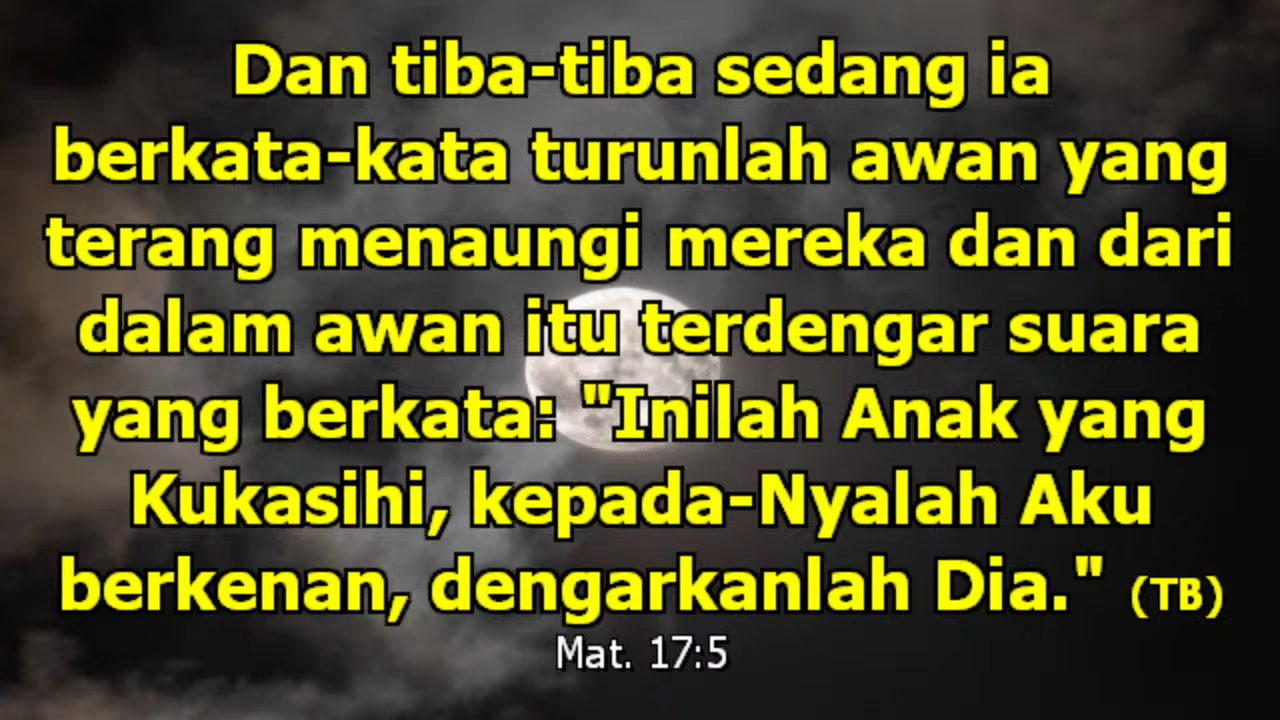 Dan tiba-tiba sedang ia
berkata-kata turunlah awan yang
terang menaungi mereka dan dari
dalam awan itu terdengar suara
yang berkata: "Inilah Anak yang
Kukasihi, kepada-Nyalah Aku
berkenan, dengarkanlah Dia." (TB)
Mat. 17:5